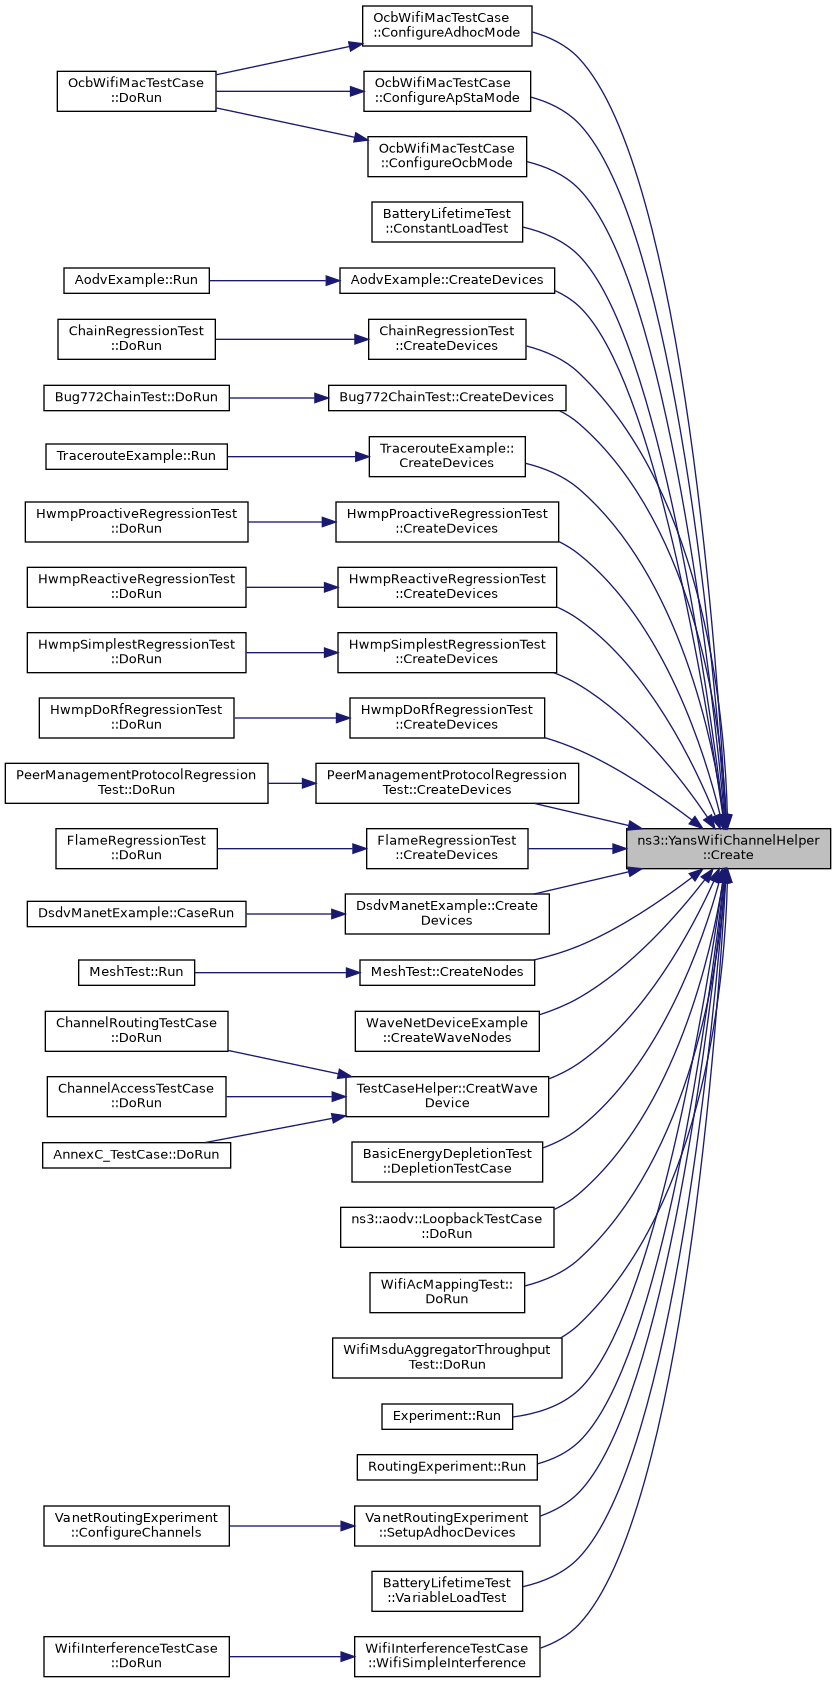 OcbWifiMacTestCase
::ConfigureAdhocMode
OcbWifiMacTestCase
::DoRun
OcbWifiMacTestCase
::ConfigureApStaMode
OcbWifiMacTestCase
::ConfigureOcbMode
BatteryLifetimeTest
::ConstantLoadTest
AodvExample::Run
AodvExample::CreateDevices
ChainRegressionTest
::DoRun
ChainRegressionTest
::CreateDevices
Bug772ChainTest::DoRun
Bug772ChainTest::CreateDevices
TracerouteExample::Run
TracerouteExample::
CreateDevices
HwmpProactiveRegressionTest
::DoRun
HwmpProactiveRegressionTest
::CreateDevices
HwmpReactiveRegressionTest
::DoRun
HwmpReactiveRegressionTest
::CreateDevices
HwmpSimplestRegressionTest
::DoRun
HwmpSimplestRegressionTest
::CreateDevices
HwmpDoRfRegressionTest
::DoRun
HwmpDoRfRegressionTest
::CreateDevices
PeerManagementProtocolRegression
Test::DoRun
PeerManagementProtocolRegression
Test::CreateDevices
FlameRegressionTest
::DoRun
FlameRegressionTest
::CreateDevices
ns3::YansWifiChannelHelper
::Create
DsdvManetExample::CaseRun
DsdvManetExample::Create
Devices
MeshTest::Run
MeshTest::CreateNodes
ChannelRoutingTestCase
::DoRun
WaveNetDeviceExample
::CreateWaveNodes
ChannelAccessTestCase
::DoRun
TestCaseHelper::CreatWave
Device
AnnexC_TestCase::DoRun
BasicEnergyDepletionTest
::DepletionTestCase
ns3::aodv::LoopbackTestCase
::DoRun
WifiAcMappingTest::
DoRun
WifiMsduAggregatorThroughput
Test::DoRun
Experiment::Run
RoutingExperiment::Run
VanetRoutingExperiment
::ConfigureChannels
VanetRoutingExperiment
::SetupAdhocDevices
BatteryLifetimeTest
::VariableLoadTest
WifiInterferenceTestCase
::DoRun
WifiInterferenceTestCase
::WifiSimpleInterference